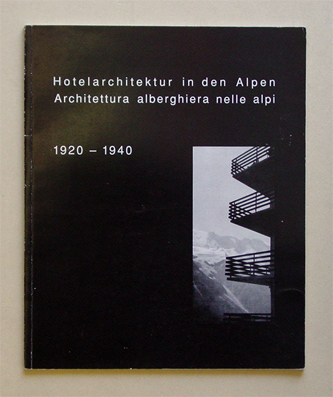 Hotelarchitektur in den Alpen
Architettura alberghiera nelle alpi
1920 – 1940